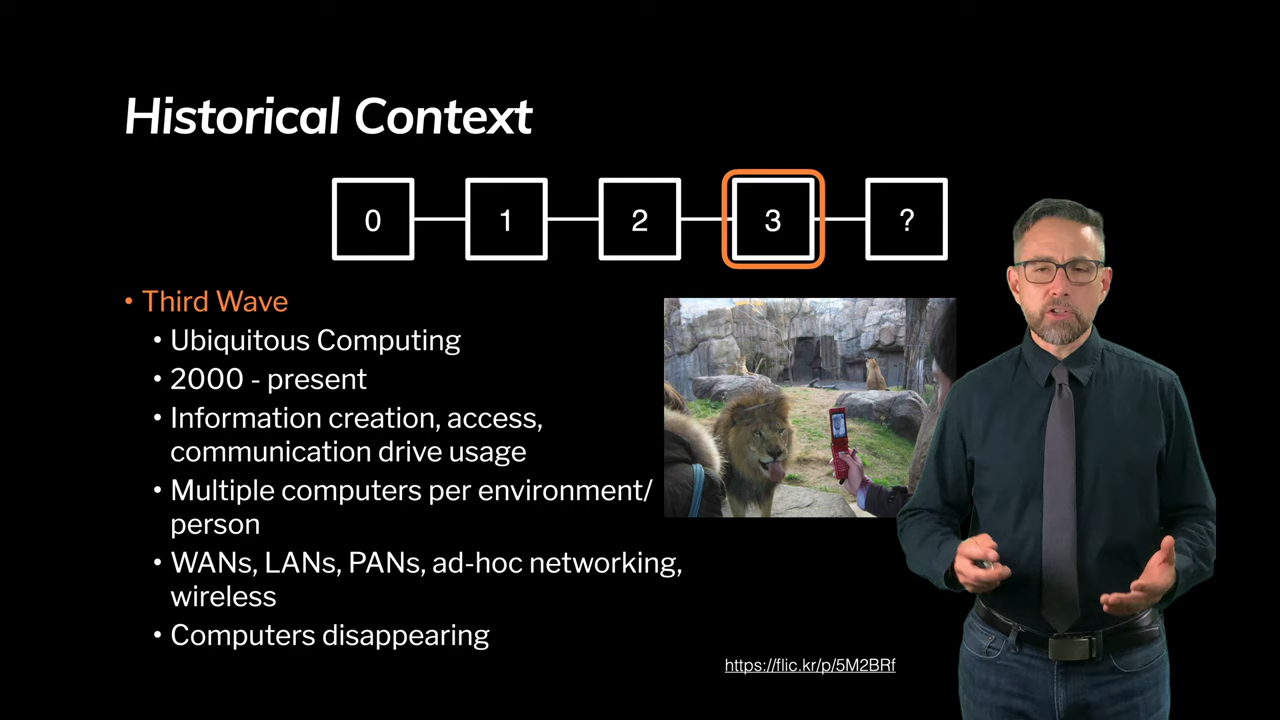 Historical Context
0 1 2 3 ?
• Third Wave
• Ubiquitous Computing
• 2000 - present
• Information creation, access,
communication drive usage
• Multiple computers per environment/
person
• WANs, LANs, PANs, ad-hoc networking,
wireless
• Computers disappearing
https://flic.kr/p/5M2BRf